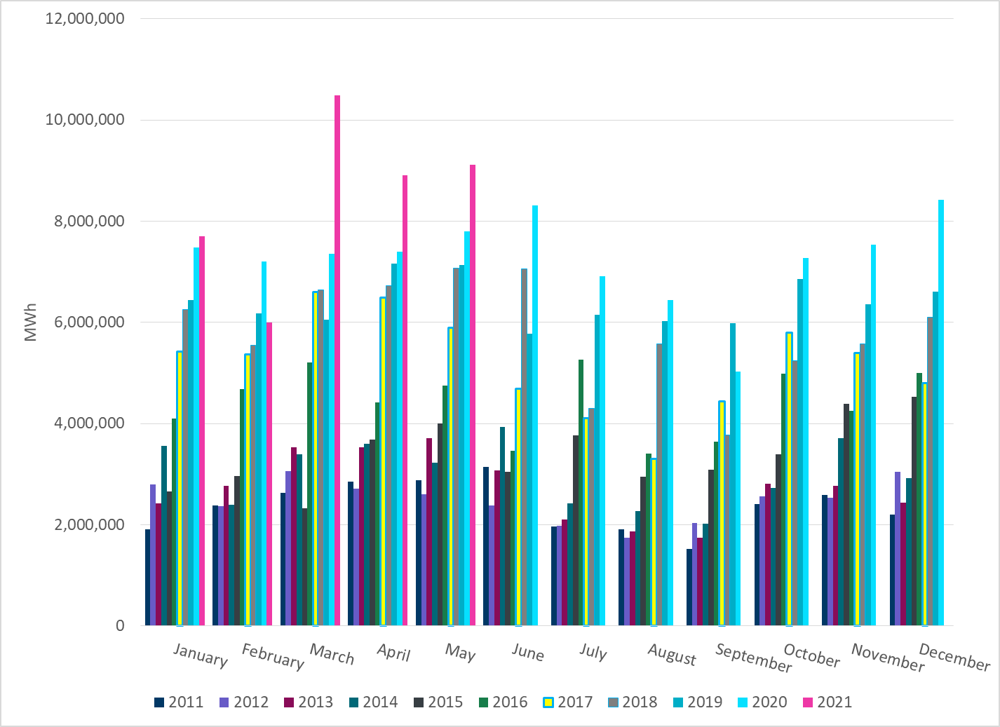 12,000,000
10,000,000
8,000,000
6,000,000
4,000,000
2,000,000
0
MWh
January February March April May June July August September October November December
2011 2012 2013 2014 2015 2016 2017 2018 2019 2020 2021